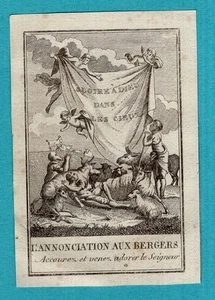 GLOIRE À DIEU
DANS
LES CIEUX
L'ANNONCIATION AUX BERGERS
Accourez et venez adorer le Seigneur